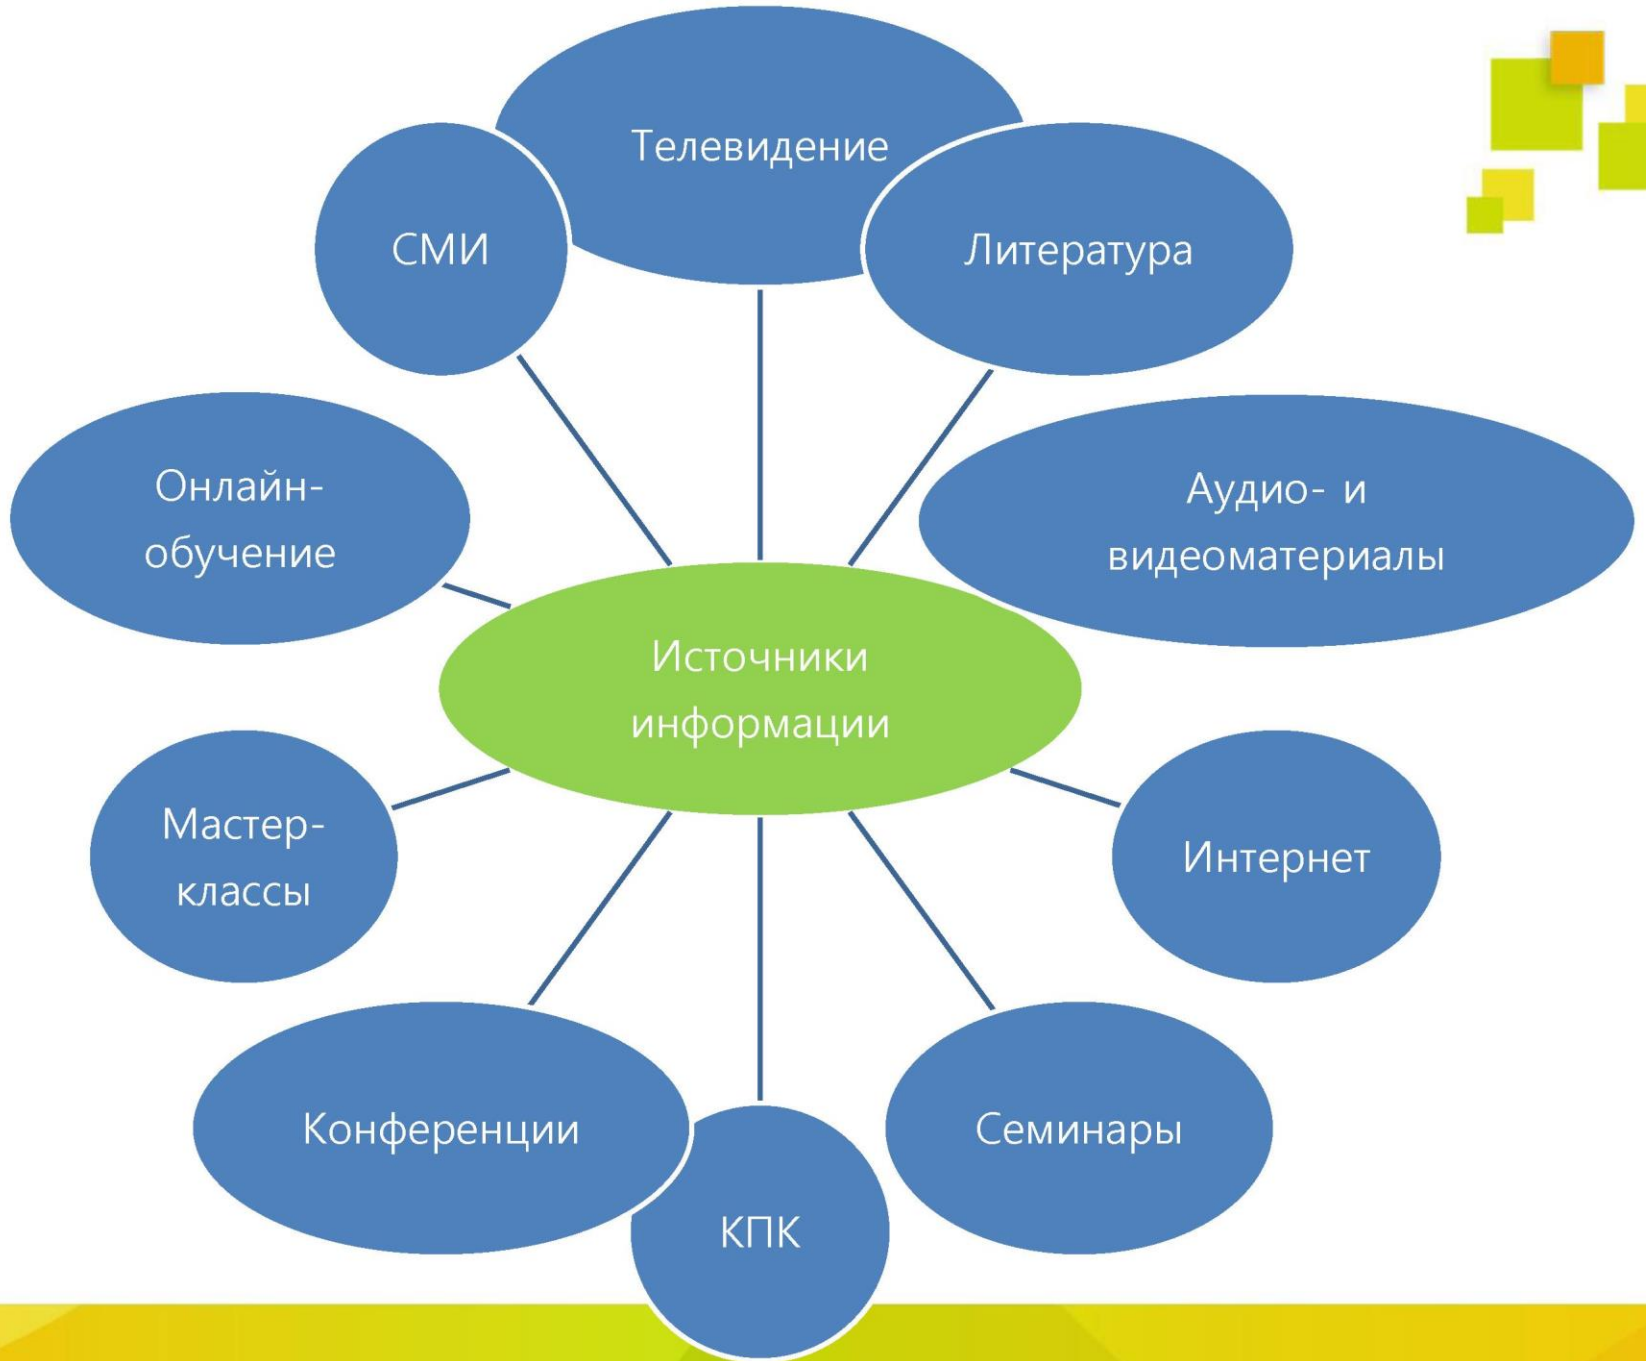 Телевидение
СМИ
Литература
Онлайн-
обучение
Аудио- и
видеоматериалы
Источники
информации
Мастер-
классы
Интернет
Конференции
Семинары
КПК